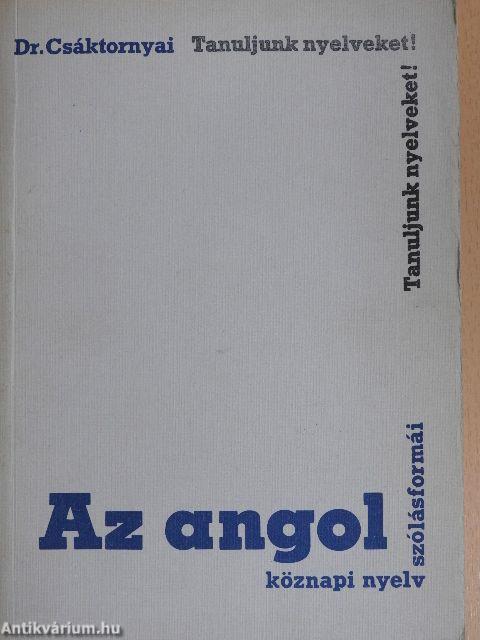 Dr. Csáktornyai Tanuljunk nyelveket!
Tanuljunk nyelveket!
Az angol
köznapi nyelv
szólásformái
Antikvárium.hu